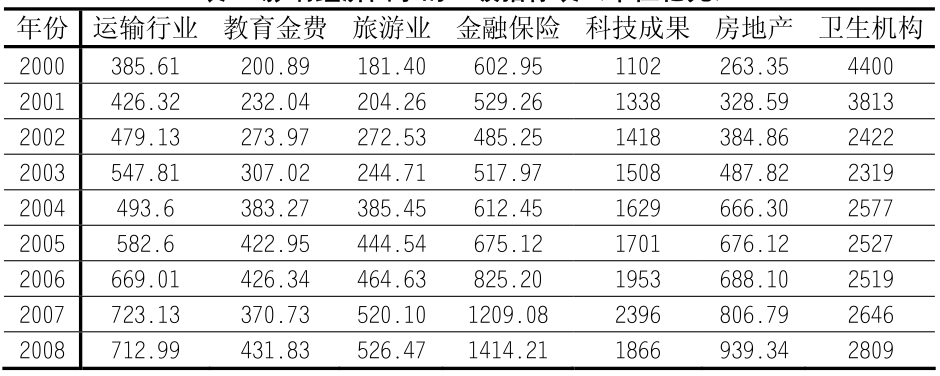 年份 运输行业 教育金费 旅游业 金融保险 科技成果 房地产 卫生机构
2000 385.61 200.89 181.40 602.95 1102 263.35 4400
2001 426.32 232.04 204.26 529.26 1338 328.59 3813
2002 479.13 273.97 272.53 485.25 1418 384.86 2422
2003 547.81 307.02 244.71 517.97 1508 487.82 2319
2004 493.6 383.27 385.45 612.45 1629 666.30 2577
2005 582.6 422.95 444.54 675.12 1701 676.12 2527
2006 669.01 426.34 464.63 825.20 1953 688.10 2519
2007 723.13 370.73 520.10 1209.08 2396 806.79 2646
2008 712.99 431.83 526.47 1414.21 1866 939.34 2809